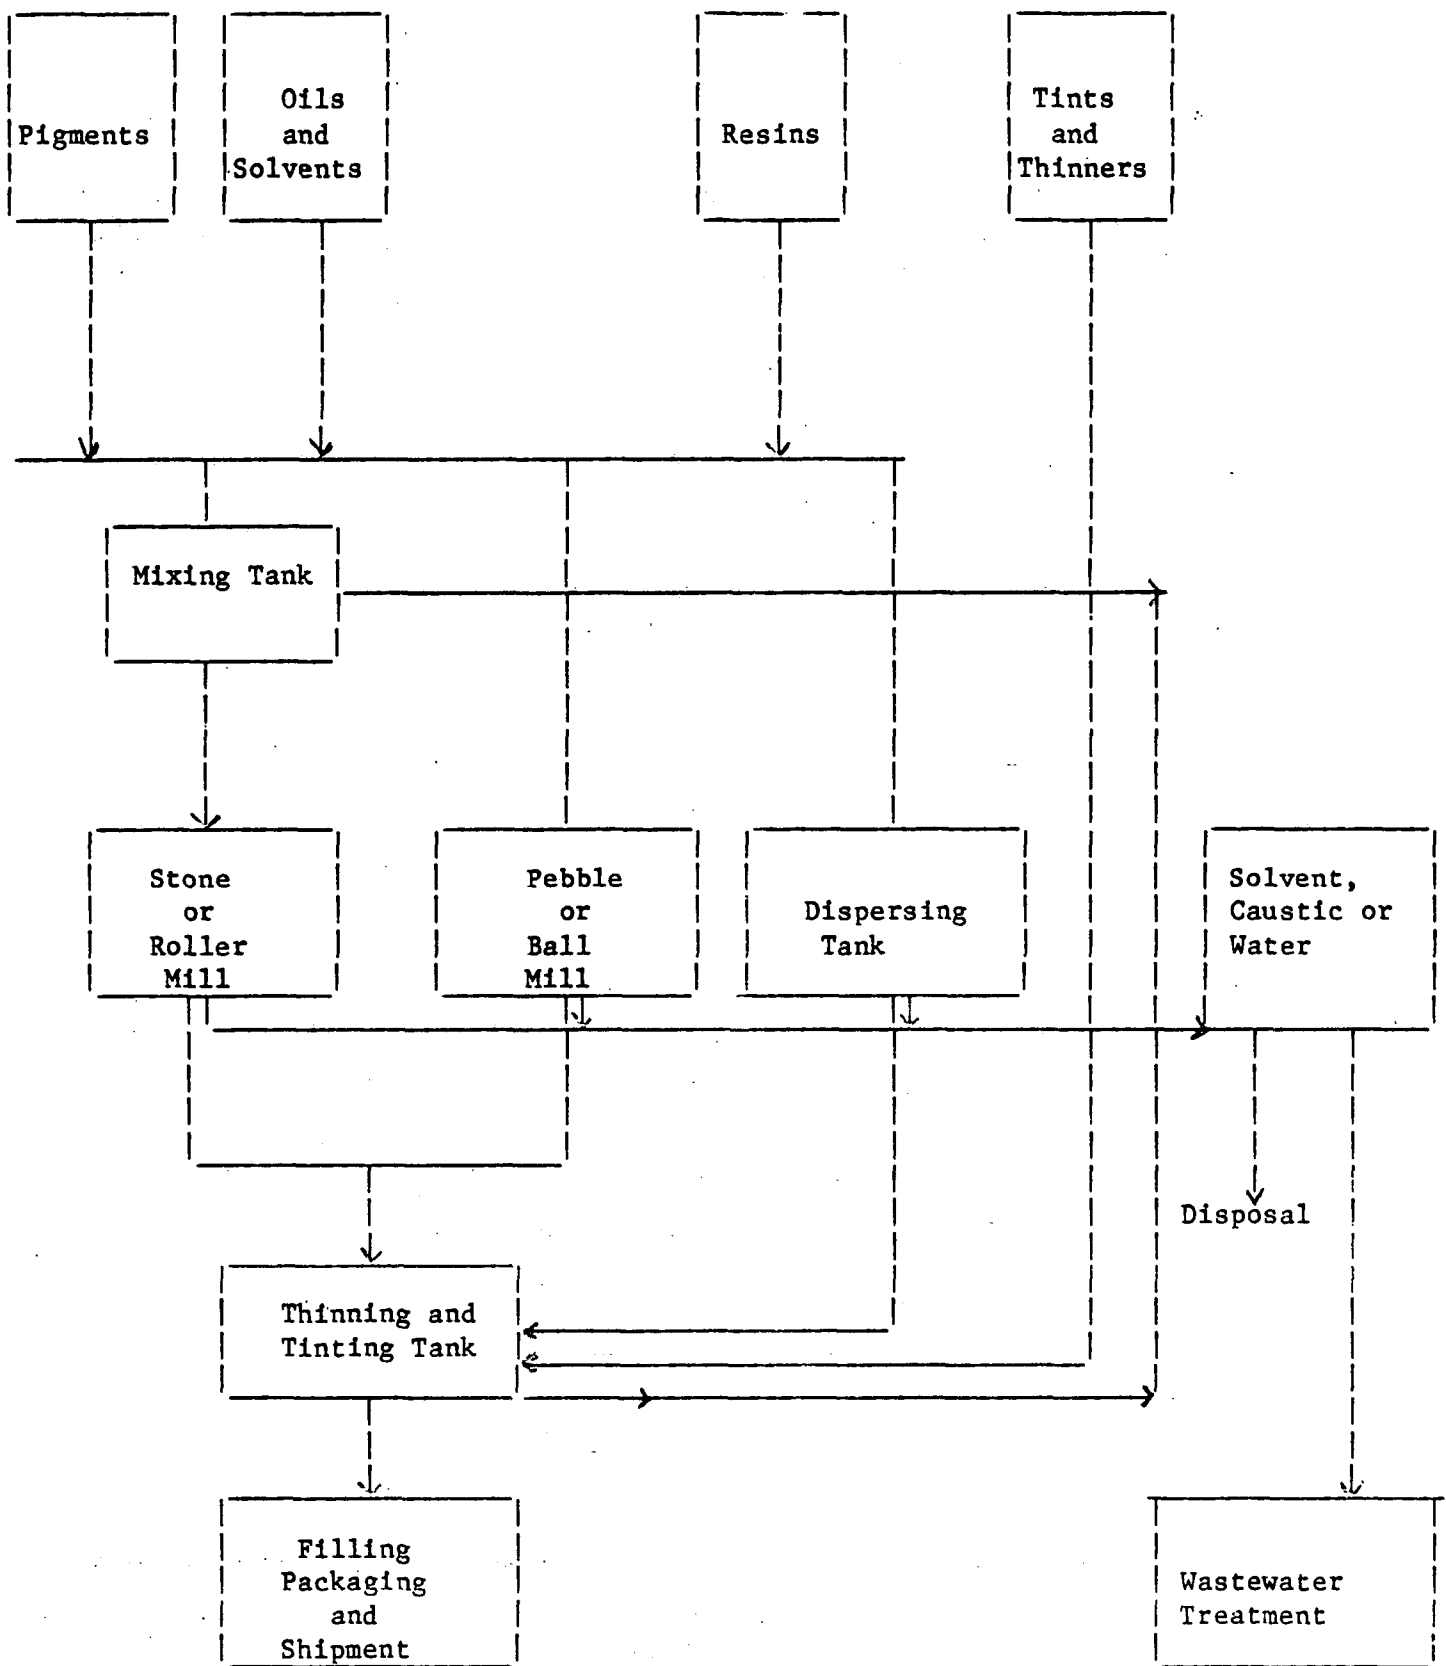 Pigments
Oils
and
Solvents
Resins
Tints
and
Thinners
Mixing Tank
Stone
or
Roller
Mill
Pebble
or
Ball
Mill
Dispersing
Tank
Solvent,
Caustic or
Water
Disposal
Thinning and
Tinting Tank
Filling
Packaging
and
Shipment
Wastewater
Treatment